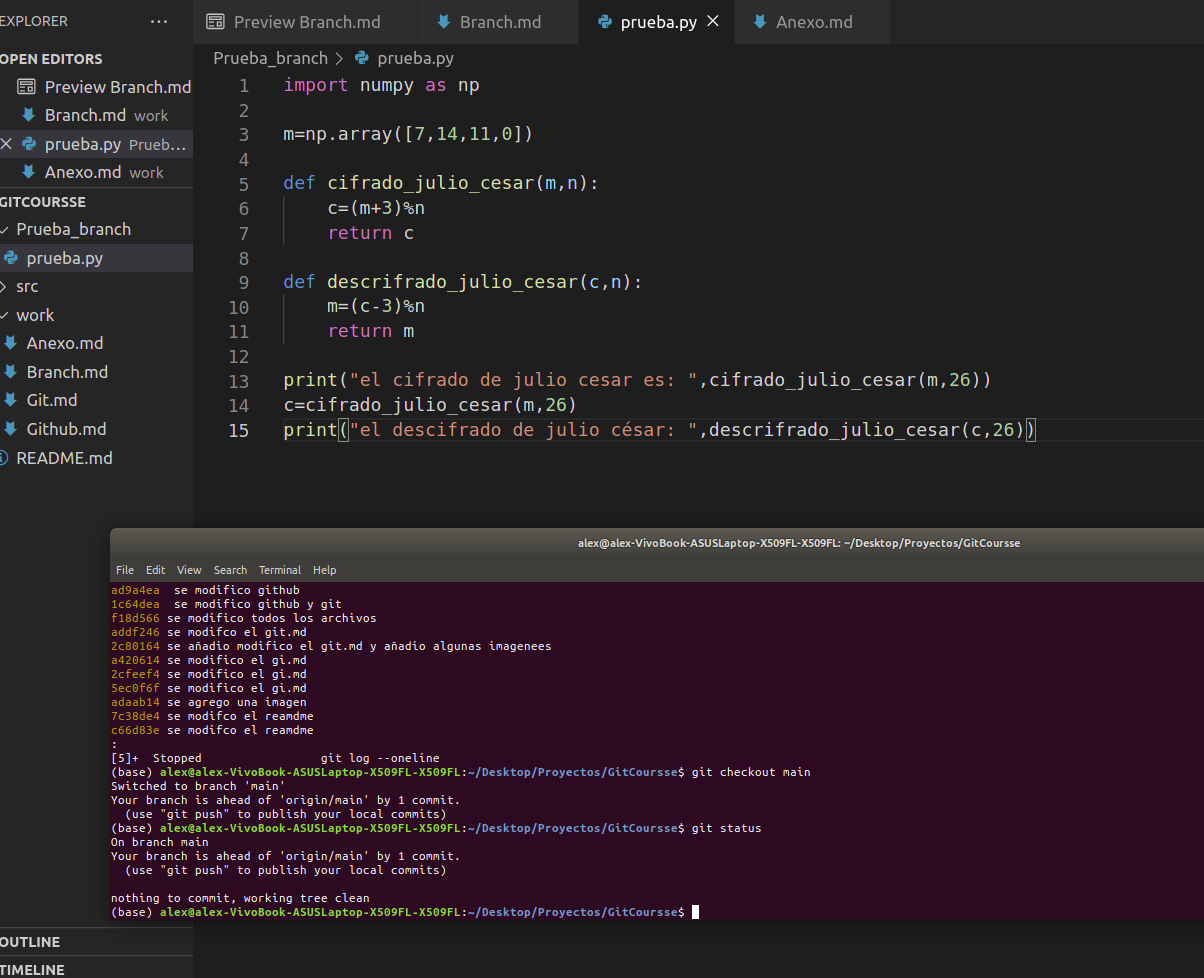 EXPLORER ···
OPEN EDITORS
Preview Branch.md
Branch.md work
prueba.py Prueb...
Anexo.md work
GITCOURSSE
Prueba_branch
prueba.py
src
work
Anexo.md
Branch.md
Git.md
Github.md
README.md
OUTLINE
TIMELINE
Preview Branch.md Branch.md prueba.py Anexo.md
Prueba_branch > prueba.py
1 import numpy as np
2
3 m=np.array([7,14,11,0])
4
5 def cifrado_julio_cesar(m,n):
6 c=(m+3)%n
7 return c
8
9 def descrifrado_julio_cesar(c,n):
10 m=(c-3)%n
11 return m
12
13 print("el cifrado de julio cesar es: ",cifrado_julio_cesar(m,26))
14 c=cifrado_julio_cesar(m,26)
15 print("el descifrado de julio césar: ",descrifrado_julio_cesar(c,26))
alex@alex-VivoBook-ASUSLaptop-X509FL-X509FL: ~/Desktop/Proyectos/GitCoursse
File Edit View Search Terminal Help
ad9a4ea se modifico github
1c64dea se modifico github y git
f18d566 se modifico todos los archivos
addf246 se modifco el git.md
2c80164 se añadio modifico el git.md y añadio algunas imagenees
a420614 se modifico el gi.md
2cfeef4 se modifico el gi.md
5ec0f6f se modifico el gi.md
adaab14 se agrego una imagen
7c38de4 se modifco el reamdme
c66d83e se modifco el reamdme
:
[5]+ Stopped git log --oneline
(base) alex@alex-VivoBook-ASUSLaptop-X509FL-X509FL:~/Desktop/Proyectos/GitCoursse$ git checkout main
Switched to branch 'main'
Your branch is ahead of 'origin/main' by 1 commit.
(use "git push" to publish your local commits)
(base) alex@alex-VivoBook-ASUSLaptop-X509FL-X509FL:~/Desktop/Proyectos/GitCoursse$ git status
On branch main
Your branch is ahead of 'origin/main' by 1 commit.
(use "git push" to publish your local commits)
nothing to commit, working tree clean
(base) alex@alex-VivoBook-ASUSLaptop-X509FL-X509FL:~/Desktop/Proyectos/GitCoursse$